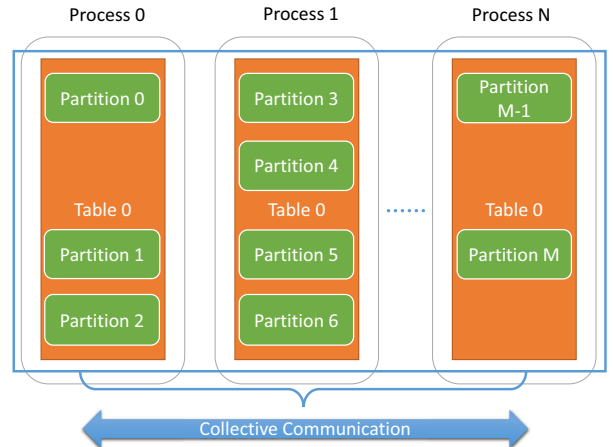 Process 0
Process 1
Process N
Partition 0
Partition 3
Partition
M-1
Partition 4
Table 0
Table 0
......
Table 0
Partition 1
Partition 5
Partition M
Partition 2
Partition 6
Collective Communication